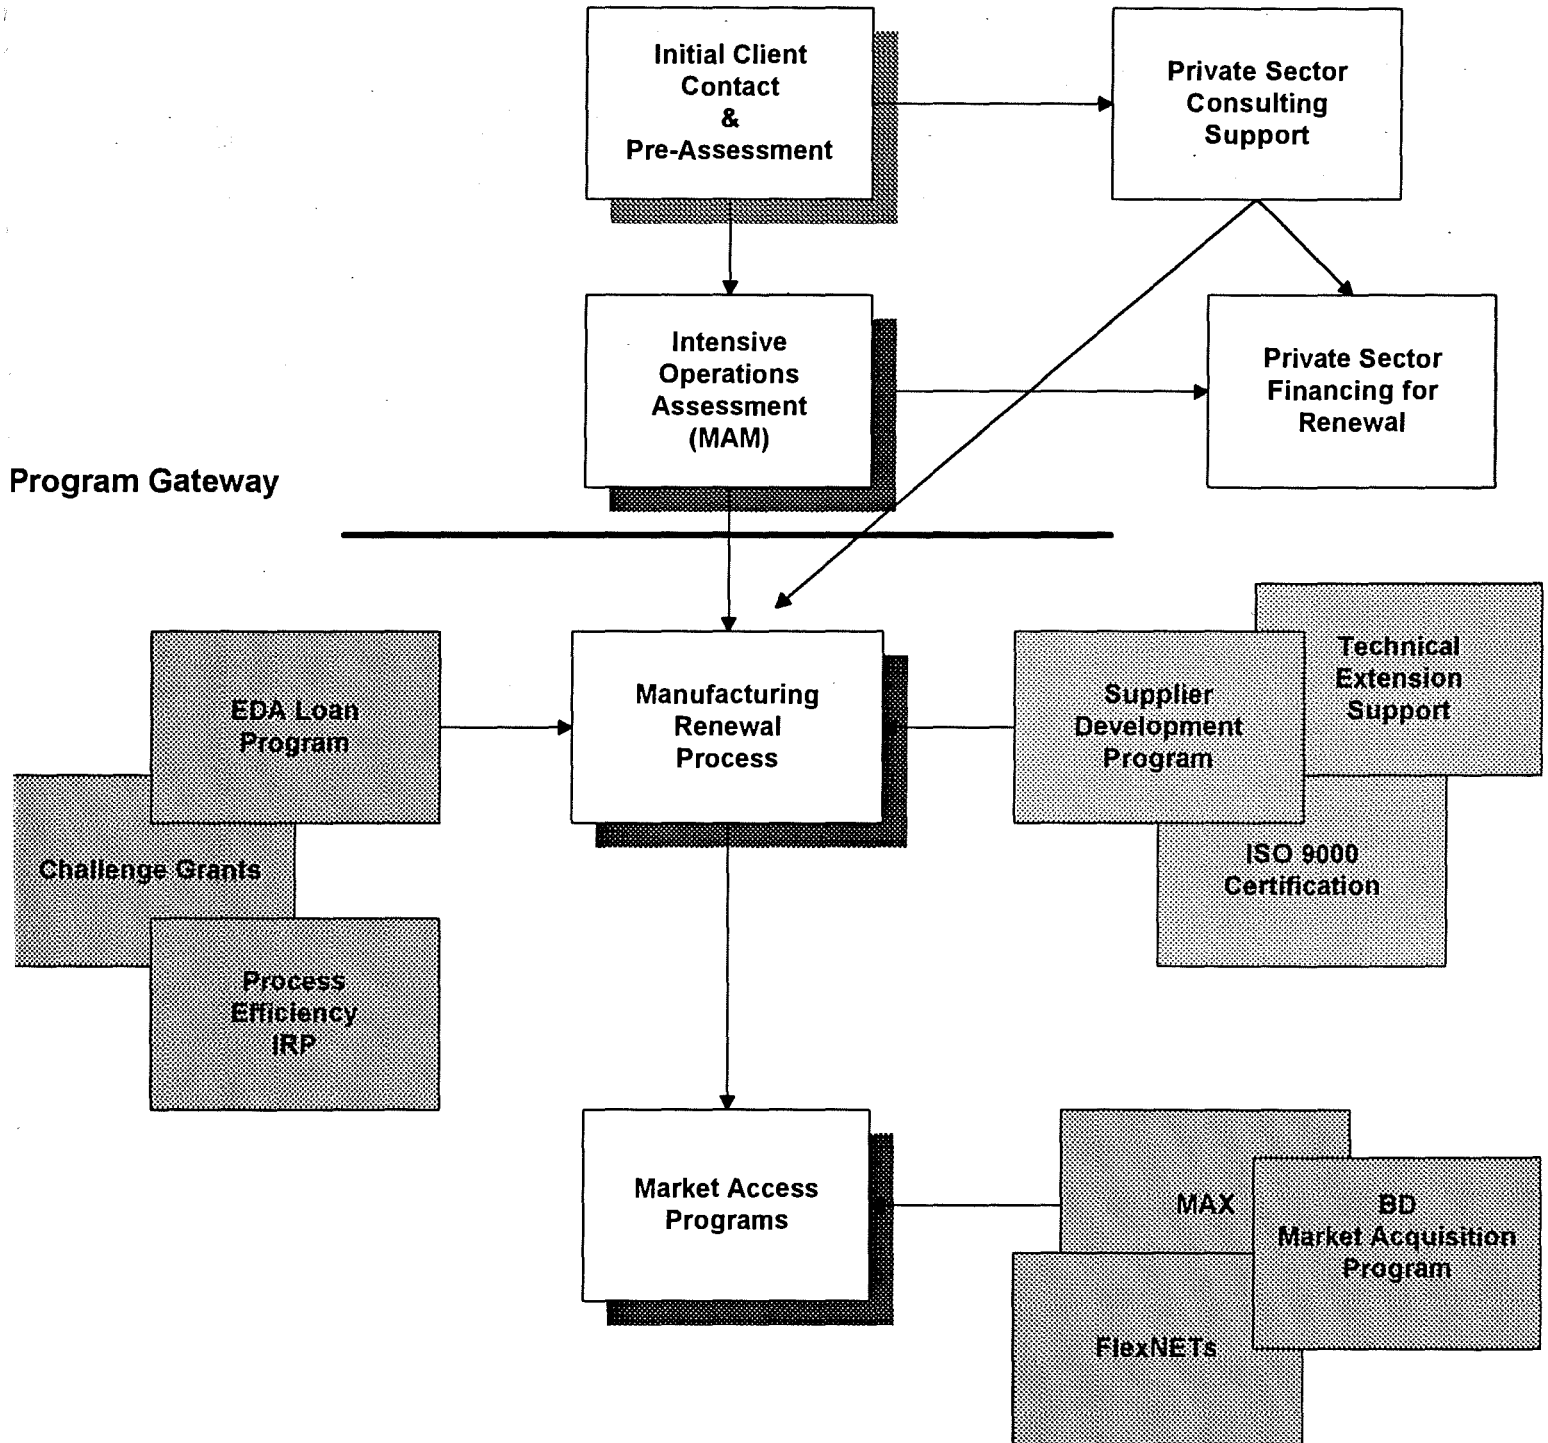 Initial Client
Contact
&
Pre-Assessment
Private Sector
Consulting
Support
Intensive
Operations
Assessment
(MAM)
Private Sector
Financing for
Renewal
Program Gateway
EDA Loan
Program
Manufacturing
Renewal
Process
Supplier
Development
Program
Technical
Extension
Support
Challenge Grants
ISO 9000
Certification
Process
Efficiency
IRP
Market Access
Programs
MAX
BD
Market Acquisition
Program
FlexNETs